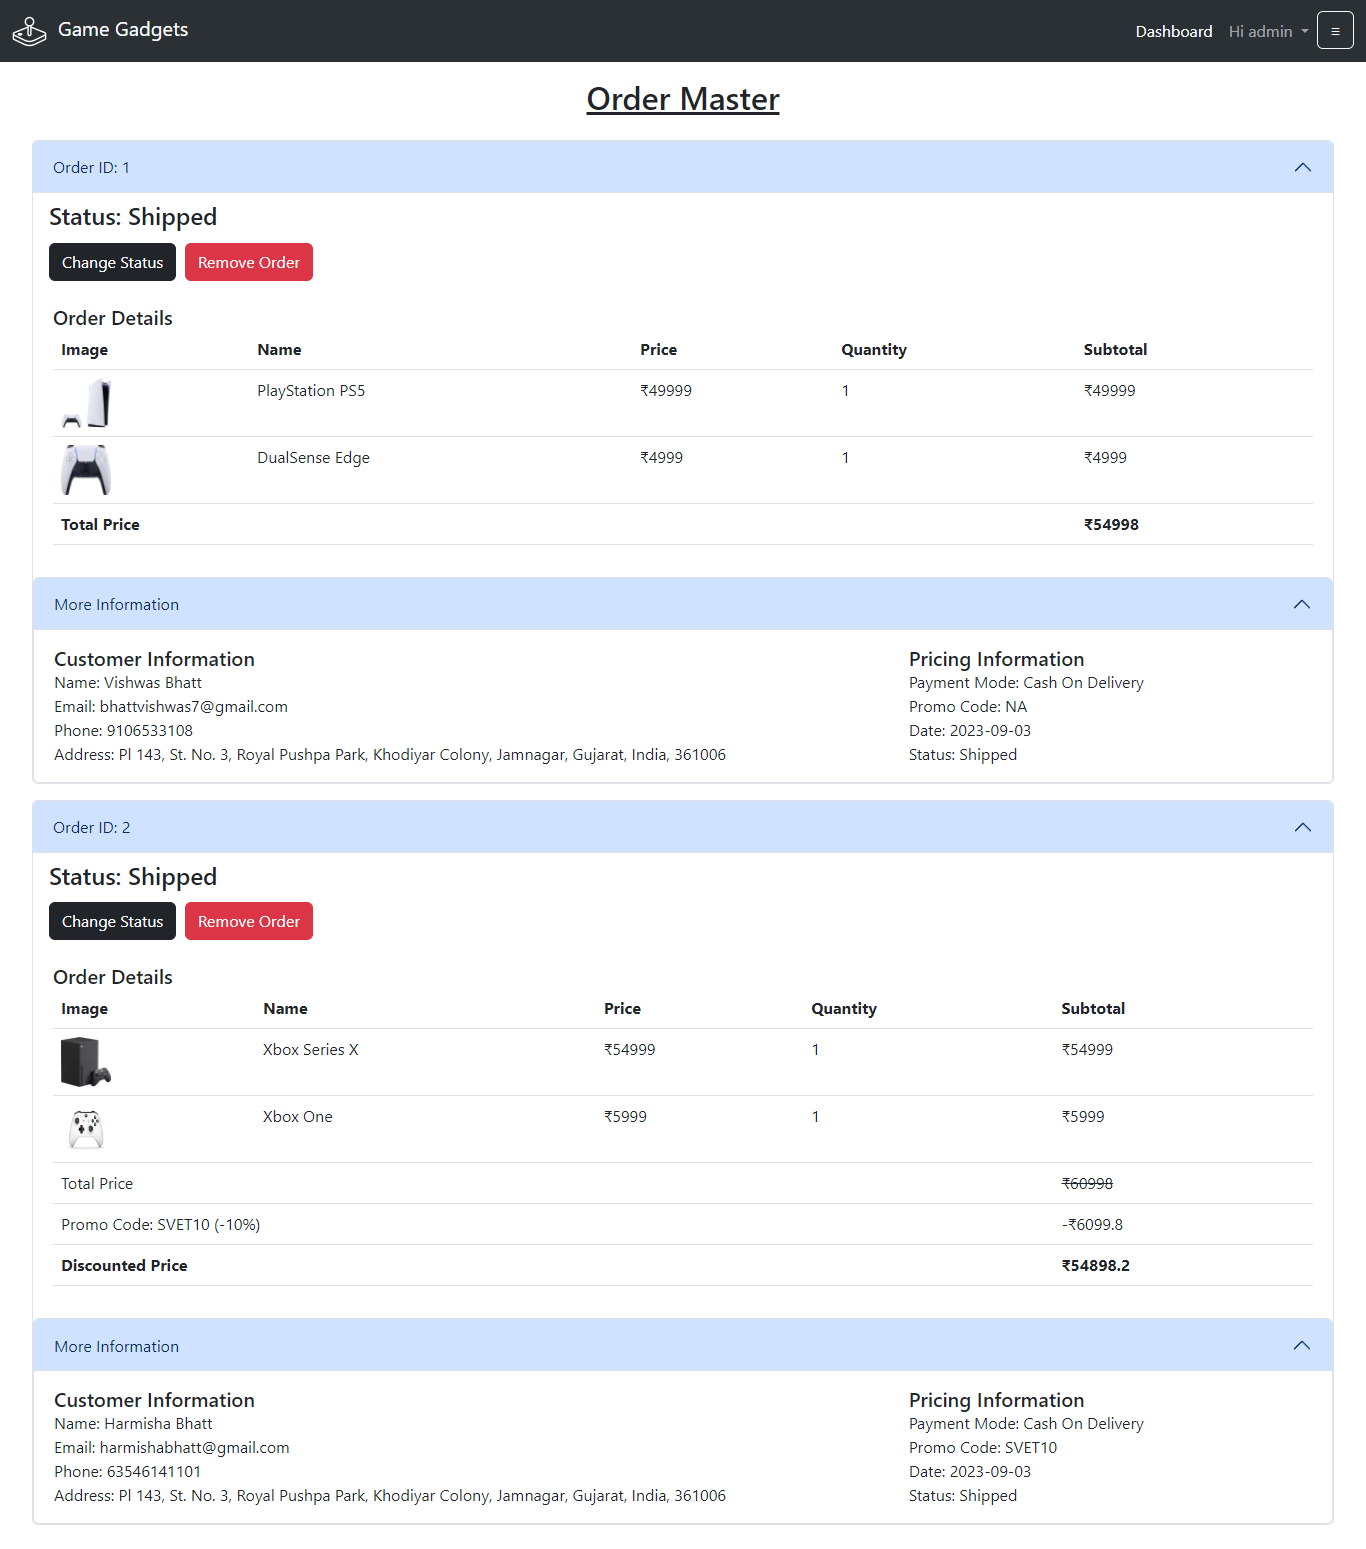 Game Gadgets
Dashboard Hi admin ≡
Order Master
Order ID: 1
Status: Shipped
Change Status Remove Order
Order Details
Image Name Price Quantity Subtotal
PlayStation PS5 ₹49999 1 ₹49999
DualSense Edge ₹4999 1 ₹4999
Total Price ₹54998
More Information
Customer Information
Name: Vishwas Bhatt
Email: bhattvishwas7@gmail.com
Phone: 9106533108
Address: Pl 143, St. No. 3, Royal Pushpa Park, Khodiyar Colony, Jamnagar, Gujarat, India, 361006
Pricing Information
Payment Mode: Cash On Delivery
Promo Code: NA
Date: 2023-09-03
Status: Shipped
Order ID: 2
Status: Shipped
Change Status Remove Order
Order Details
Image Name Price Quantity Subtotal
Xbox Series X ₹54999 1 ₹54999
Xbox One ₹5999 1 ₹5999
Total Price ₹60998
Promo Code: SVET10 (-10%) -₹6099.8
Discounted Price ₹54898.2
More Information
Customer Information
Name: Harmisha Bhatt
Email: harmishabhatt@gmail.com
Phone: 63546141101
Address: Pl 143, St. No. 3, Royal Pushpa Park, Khodiyar Colony, Jamnagar, Gujarat, India, 361006
Pricing Information
Payment Mode: Cash On Delivery
Promo Code: SVET10
Date: 2023-09-03
Status: Shipped